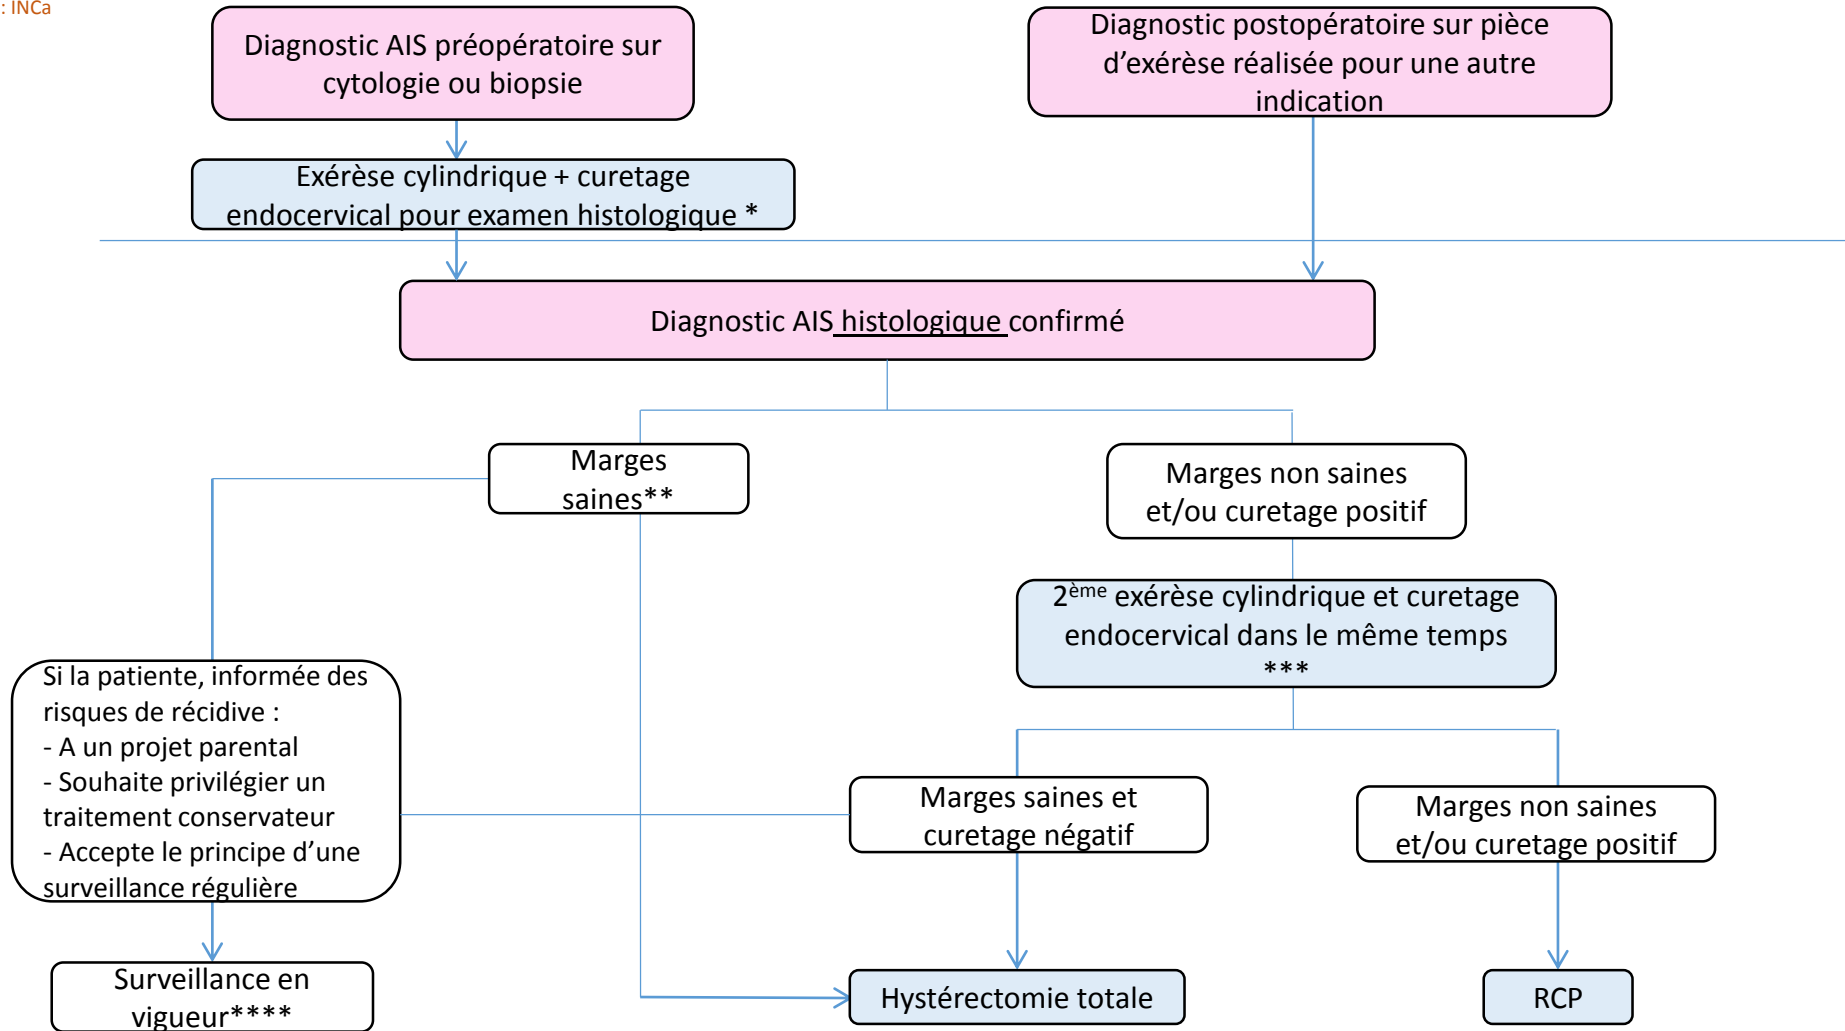 : INCa
Diagnostic AIS préopératoire sur
cytologie ou biopsie
Diagnostic postopératoire sur pièce
d’exérèse réalisée pour une autre
indication
Exérèse cylindrique + curetage
endocervical pour examen histologique *
Diagnostic AIS histologique confirmé
Marges
saines**
Marges non saines
et/ou curetage positif
2ème exérèse cylindrique et curetage
endocervical dans le même temps
***
Si la patiente, informée des
risques de récidive :
- A un projet parental
- Souhaite privilégier un
traitement conservateur
- Accepte le principe d’une
surveillance régulière
Marges saines et
curetage négatif
Marges non saines
et/ou curetage positif
Surveillance en
vigueur****
Hystérectomie totale
RCP